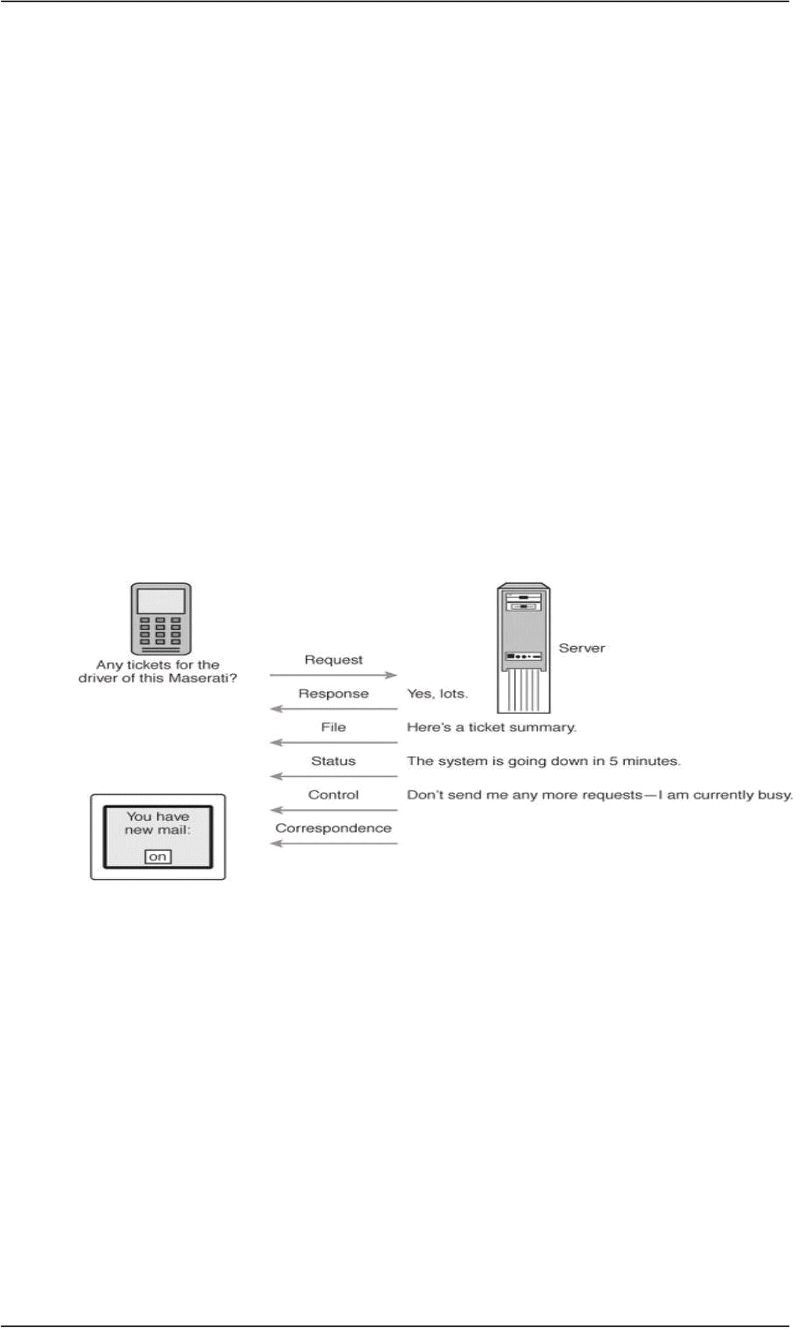 Any tickets for the
driver of this Maserati?
Server
Request
Response Yes, lots.
File Here's a ticket summary.
Status The system is going down in 5 minutes.
Control Don't send me any more requests—I am currently busy.
Correspondence
You have
new mail:
on